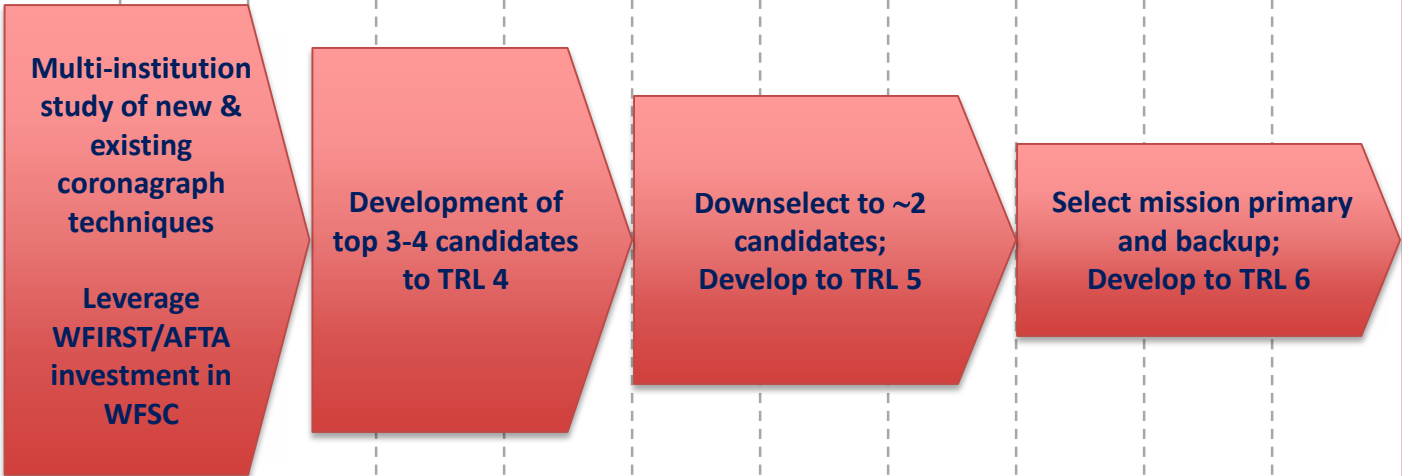 Multi-institution
study of new &
existing
coronagraph
techniques
Leverage
WFIRST/AFTA
investment in
WFSC
Development of
top 3-4 candidates
to TRL 4
Downselect to ~2
candidates;
Develop to TRL 5
Select mission primary
and backup;
Develop to TRL 6